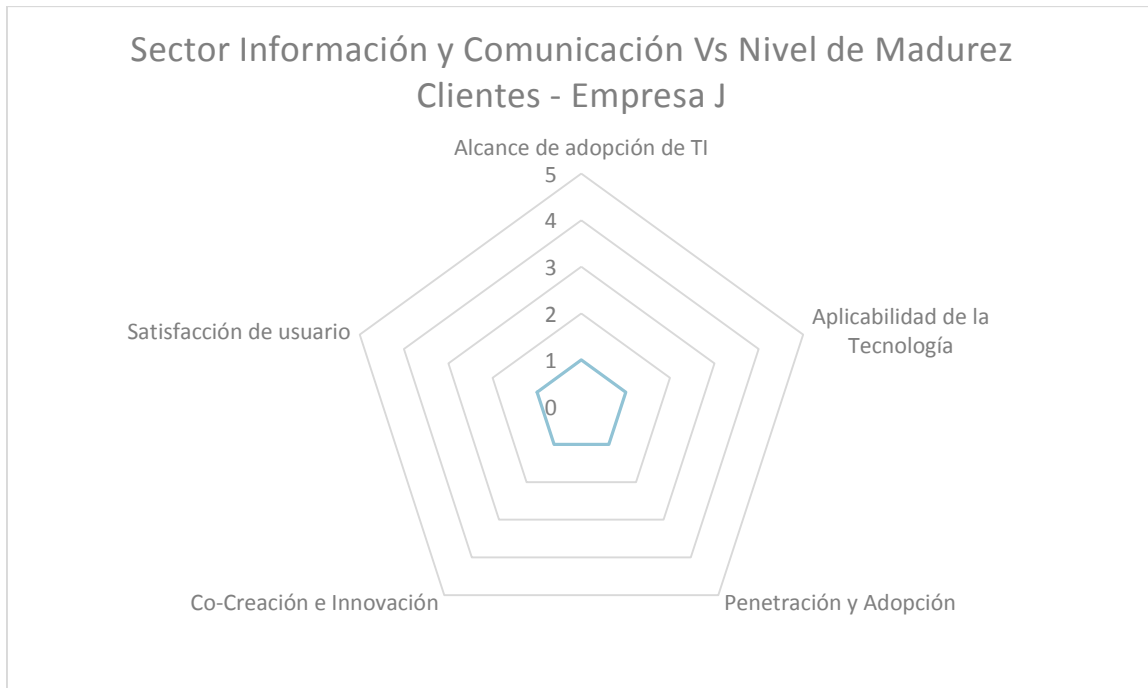 Sector Información y Comunicación Vs Nivel de Madurez
Clientes - Empresa J
Alcance de adopción de TI
5
4
3
2
1
0
Aplicabilidad de la
Tecnología
Satisfacción de usuario
Co-Creación e Innovación
Penetración y Adopción